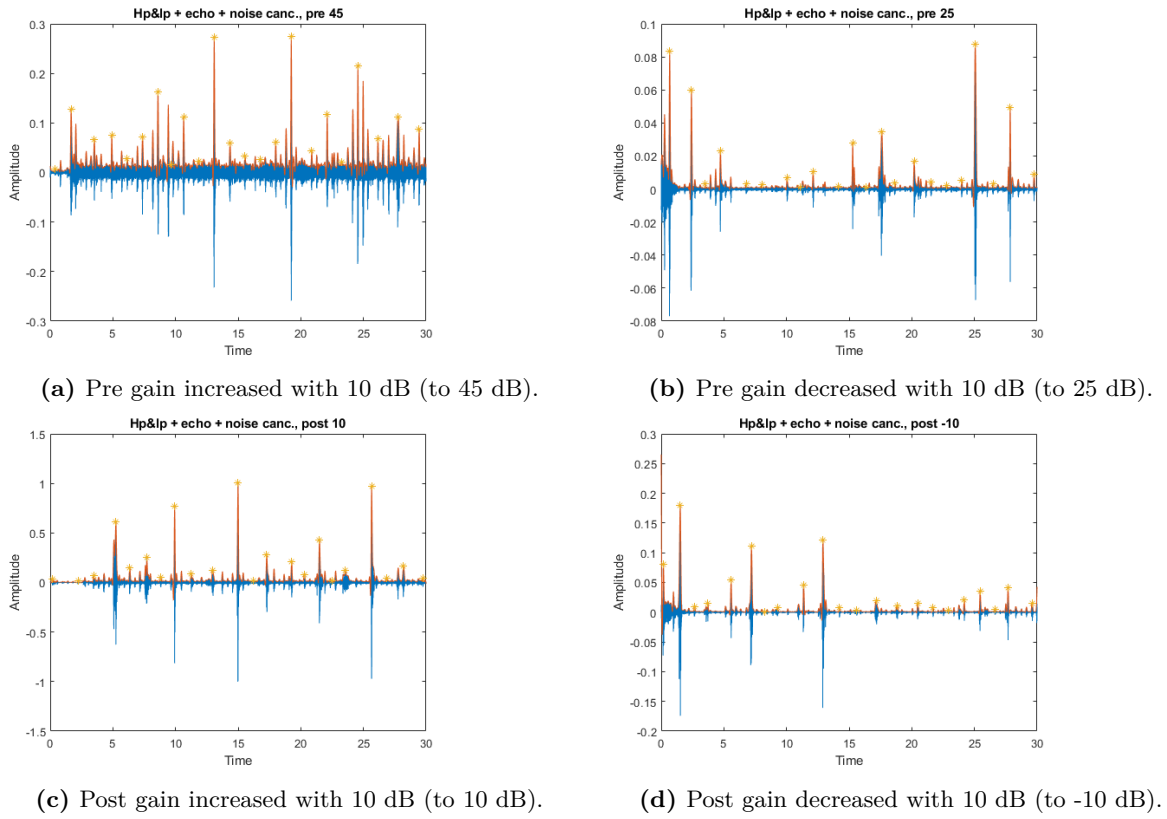 Hp&lp + echo + noise canc., pre 45
0.3
0.2
0.1
0
-0.1
-0.2
-0.3
Amplitude
0 5 10 15 20 25 30
Time
(a) Pre gain increased with 10 dB (to 45 dB).
Hp&lp + echo + noise canc., pre 25
0.1
0.08
0.06
0.04
0.02
0
-0.02
-0.04
-0.06
-0.08
Amplitude
0 5 10 15 20 25 30
Time
(b) Pre gain decreased with 10 dB (to 25 dB).
Hp&lp + echo + noise canc., post 10
1.5
1
0.5
0
-0.5
-1
-1.5
Amplitude
0 5 10 15 20 25 30
Time
(c) Post gain increased with 10 dB (to 10 dB).
Hp&lp + echo + noise canc., post -10
0.3
0.25
0.2
0.15
0.1
0.05
0
-0.05
-0.1
-0.15
-0.2
Amplitude
0 5 10 15 20 25 30
Time
(d) Post gain decreased with 10 dB (to -10 dB).